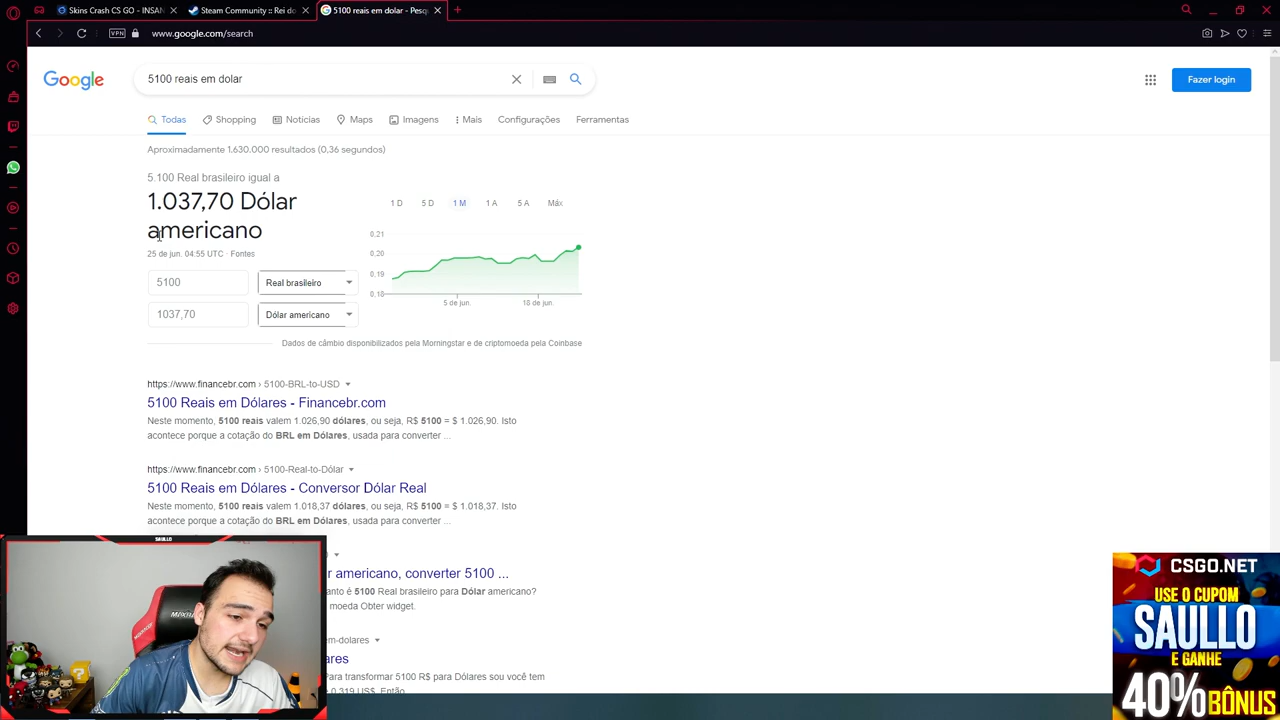 Skins Crash CS GO - INSAN
Steam Community :: Rei do
5100 reais em dolar - Pesq
VPN
www.google.com/search
Google
5100 reais em dolar
Fazer login
Todas
Shopping
Notícias
Maps
Imagens
Mais
Configurações
Ferramentas
Aproximadamente 1.630.000 resultados (0,36 segundos)
5.100 Real brasileiro igual a
1.037,70 Dólar
americano
25 de jun. 04:55 UTC · Fontes
5100
Real brasileiro
1037,70
Dólar americano
1 D
5 D
1 M
1 A
5 A
Máx
0,21
0,20
0,19
0,18
5 de jun.
18 de jun.
Dados de câmbio disponibilizados pela Morningstar e de criptomoeda pela Coinbase
https://www.financebr.com › 5100-BRL-to-USD
5100 Reais em Dólares - Financebr.com
Neste momento, 5100 reais valem 1.026,90 dólares, ou seja, R$ 5100 = $ 1.026,90. Isto
acontece porque a cotação do BRL em Dólares, usada para converter ...
https://www.financebr.com › 5100-Real-to-Dólar
5100 Reais em Dólares - Conversor Dólar Real
Neste momento, 5100 reais valem 1.018,37 dólares, ou seja, R$ 5100 = $ 1.018,37. Isto
acontece porque a cotação do BRL em Dólares, usada para converter ...
americano, converter 5100 ...
5100 Real brasileiro para Dólar americano?
moeda Obter widget.
em-dolares
Para transformar 5100 R$ para Dólares sou você tem
0.319 US$. Então
SAULLO
MAXRACER
CSGO.NET
USE O CUPOM
SAULLO
E GANHE
40% BÔNUS